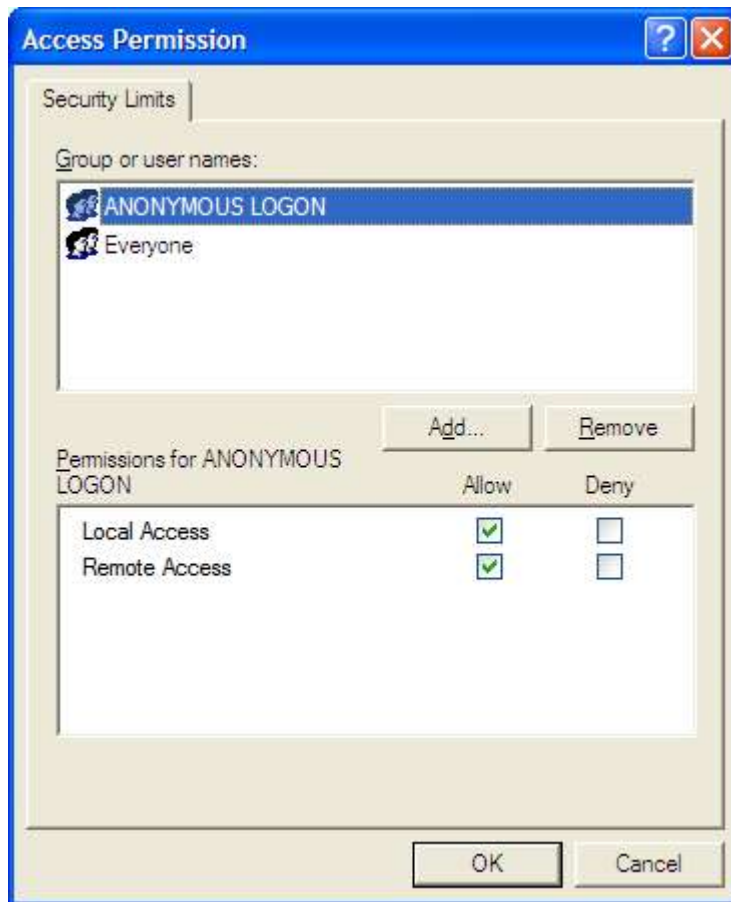 Access Permission
Security Limits
Group or user names:
ANONYMOUS LOGON
Everyone
Add...
Remove
Permissions for ANONYMOUS
LOGON
Allow
Deny
Local Access
Remote Access
OK
Cancel